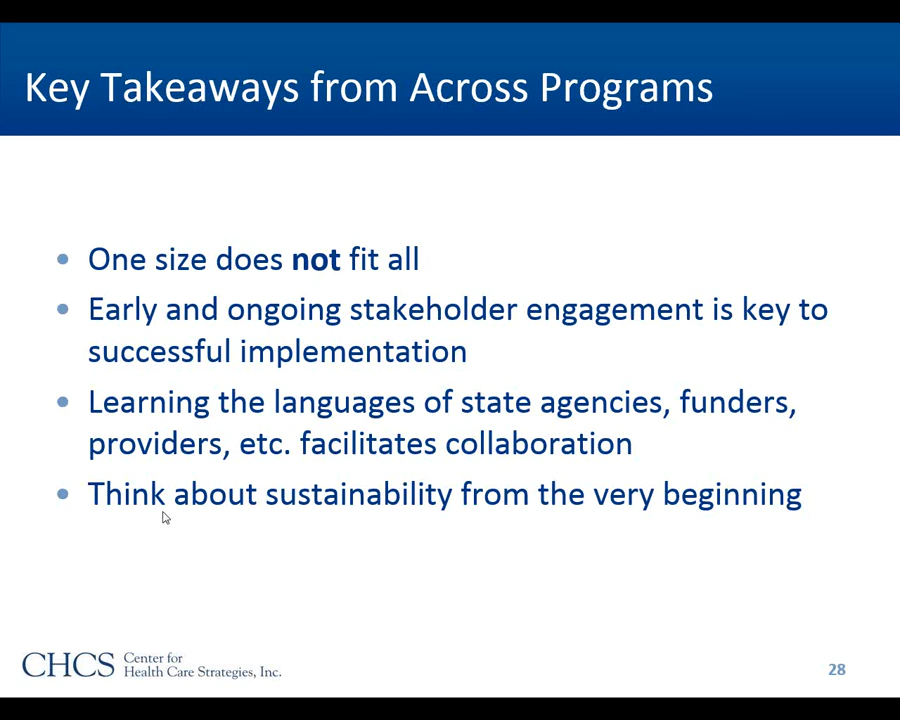 Key Takeaways from Across Programs
• One size does not fit all
• Early and ongoing stakeholder engagement is key to
successful implementation
• Learning the languages of state agencies, funders,
providers, etc. facilitates collaboration
• Think about sustainability from the very beginning
CHCS Center for
Health Care Strategies, Inc.
28